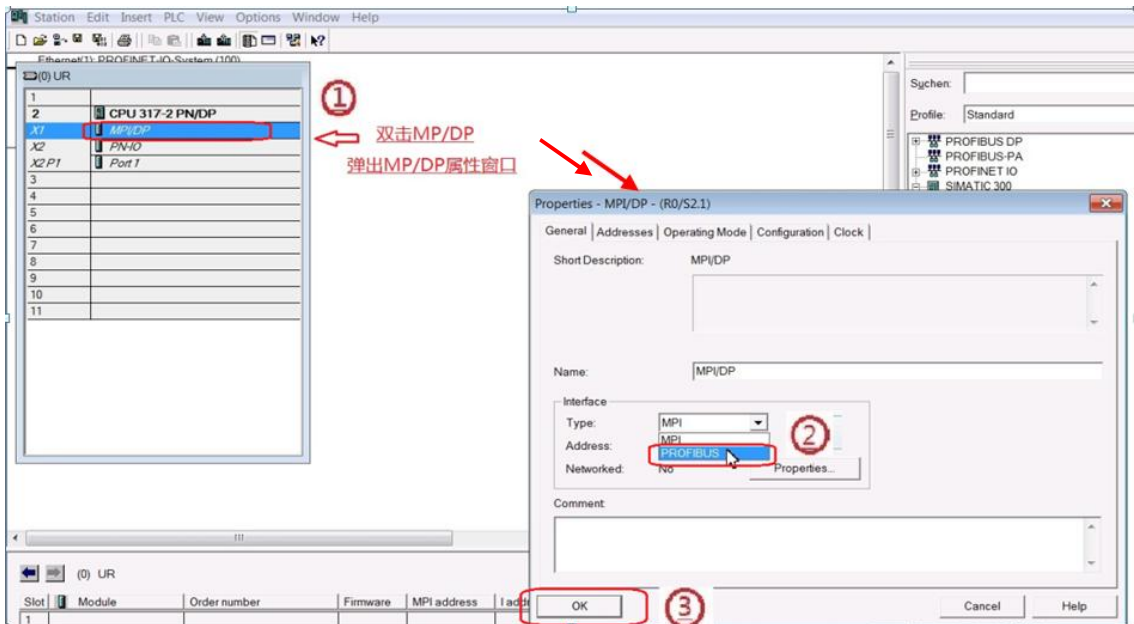 Station Edit Insert PLC View Options Window Help
Ethernet(1): PROFINET-IO-System (100)
(0) UR
1
2 CPU 317-2 PN/DP
X1 MPI/DP
X2 PN-IO
X2 P1 Port 1
3
4
5
6
7
8
9
10
11
①
双击MP/DP
弹出MP/DP属性窗口
Suchen:
Profile: Standard
PROFIBUS DP
PROFIBUS-PA
PROFINET IO
SIMATIC 300
Properties - MPI/DP - (R0/S2.1)
General Addresses Operating Mode Configuration Clock
Short Description: MPI/DP
Name: MPI/DP
Interface
Type: MPI
MPI
Address:
PROFIBUS
②
Networked: No Properties...
Comment:
OK
③
Cancel Help
(0) UR
Slot Module Order number Firmware MPI address
1